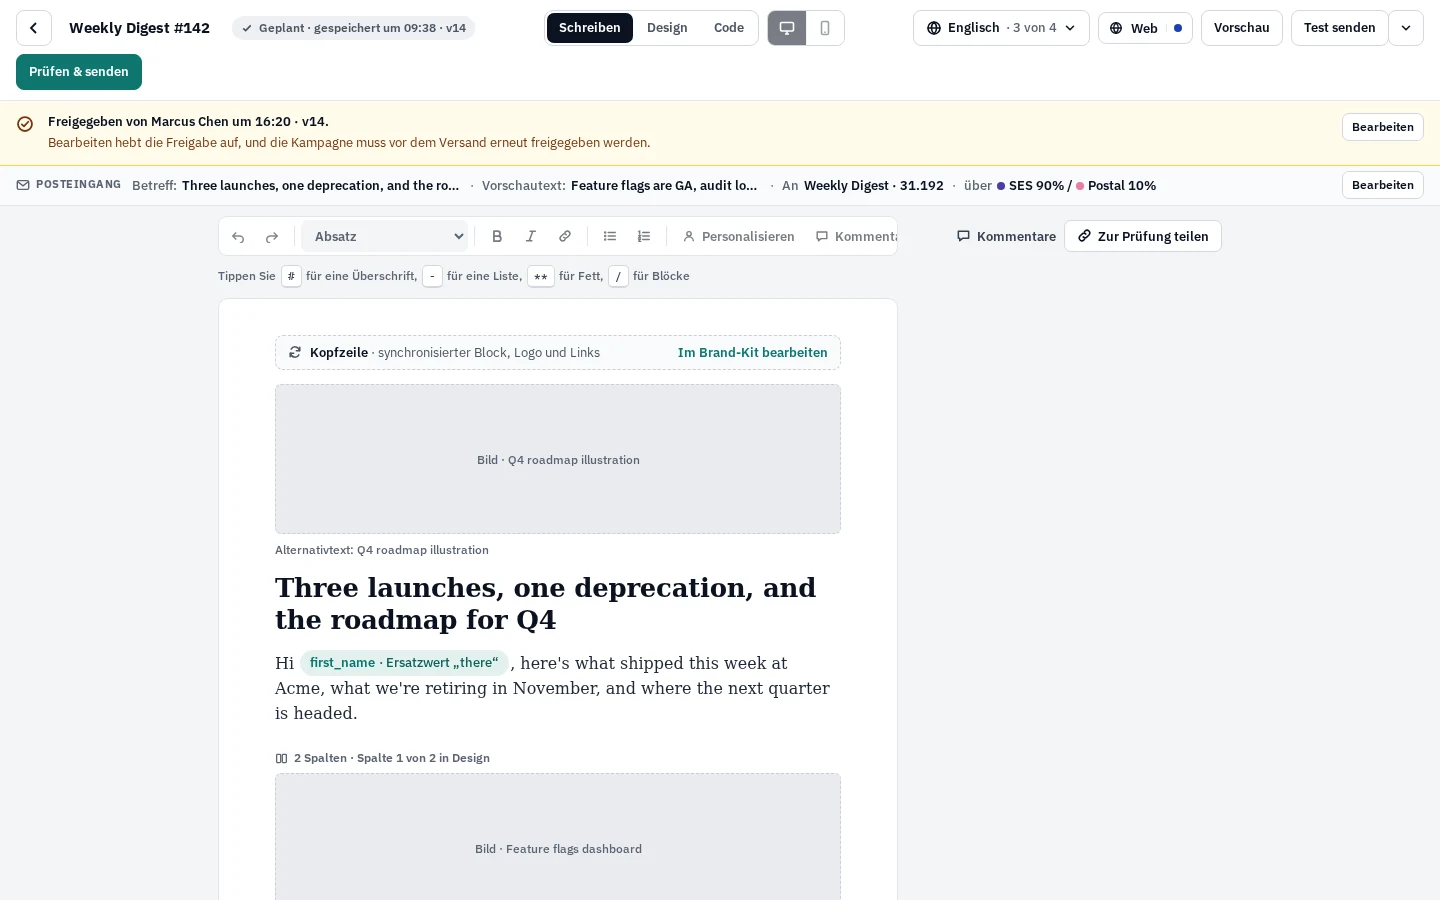 Weekly Digest #142
Geplant · gespeichert um 09:38 · v14
Schreiben
Design
Code
Englisch · 3 von 4
Web
Vorschau
Test senden
Prüfen & senden
Freigegeben von Marcus Chen um 16:20 · v14.
Bearbeiten hebt die Freigabe auf, und die Kampagne muss vor dem Versand erneut freigegeben werden.
Bearbeiten
POSTEINGANG Betreff: Three launches, one deprecation, and the ro... · Vorschautext: Feature flags are GA, audit lo... · An Weekly Digest · 31.192 · über SES 90% / Postal 10%
Bearbeiten
Absatz
Personalisieren
Kommenta
Kommentare
Zur Prüfung teilen
Tippen Sie # für eine Überschrift, - für eine Liste, ** für Fett, / für Blöcke
Kopfzeile · synchronisierter Block, Logo und Links
Im Brand-Kit bearbeiten
Bild · Q4 roadmap illustration
Alternativtext: Q4 roadmap illustration
Three launches, one deprecation, and
the roadmap for Q4
Hi first_name · Ersatzwert „there“ , here's what shipped this week at
Acme, what we're retiring in November, and where the next quarter
is headed.
2 Spalten · Spalte 1 von 2 in Design
Bild · Feature flags dashboard